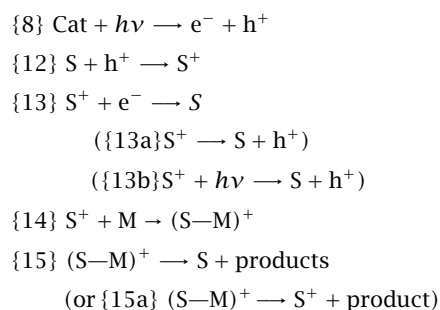 {8} Cat + hν ⟶ e⁻ + h⁺
{12} S + h⁺ ⟶ S⁺
{13} S⁺ + e⁻ ⟶ S
({13a}S⁺ ⟶ S + h⁺)
({13b}S⁺ + hν ⟶ S + h⁺)
{14} S⁺ + M → (S—M)⁺
{15} (S—M)⁺ ⟶ S + products
(or {15a} (S—M)⁺ ⟶ S⁺ + product)